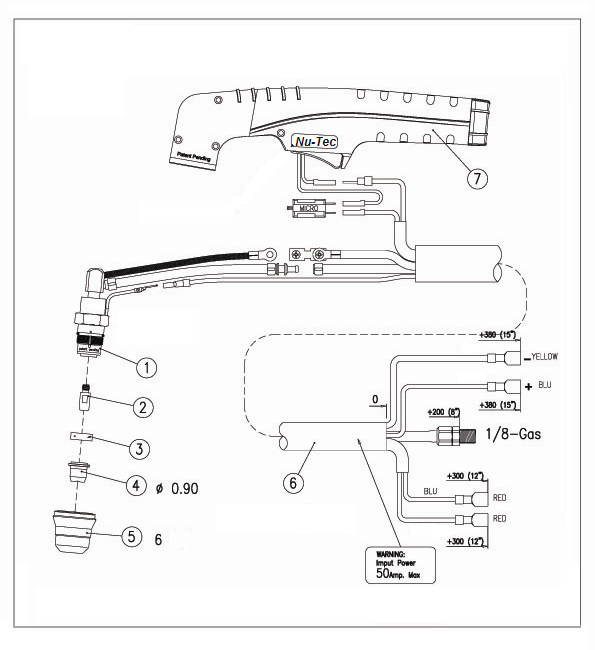 Nu-Tec
Patent Pending
7
MICRO
1
2
3
4
ø 0.90
5
6
+380 (15")
- YELLOW
+ BLU
+380 (15")
0
+200 (8")
1/8-Gas
6
+300 (12")
BLU
RED
RED
+300 (12")
WARNING:
Imput Power
50Amp. Max